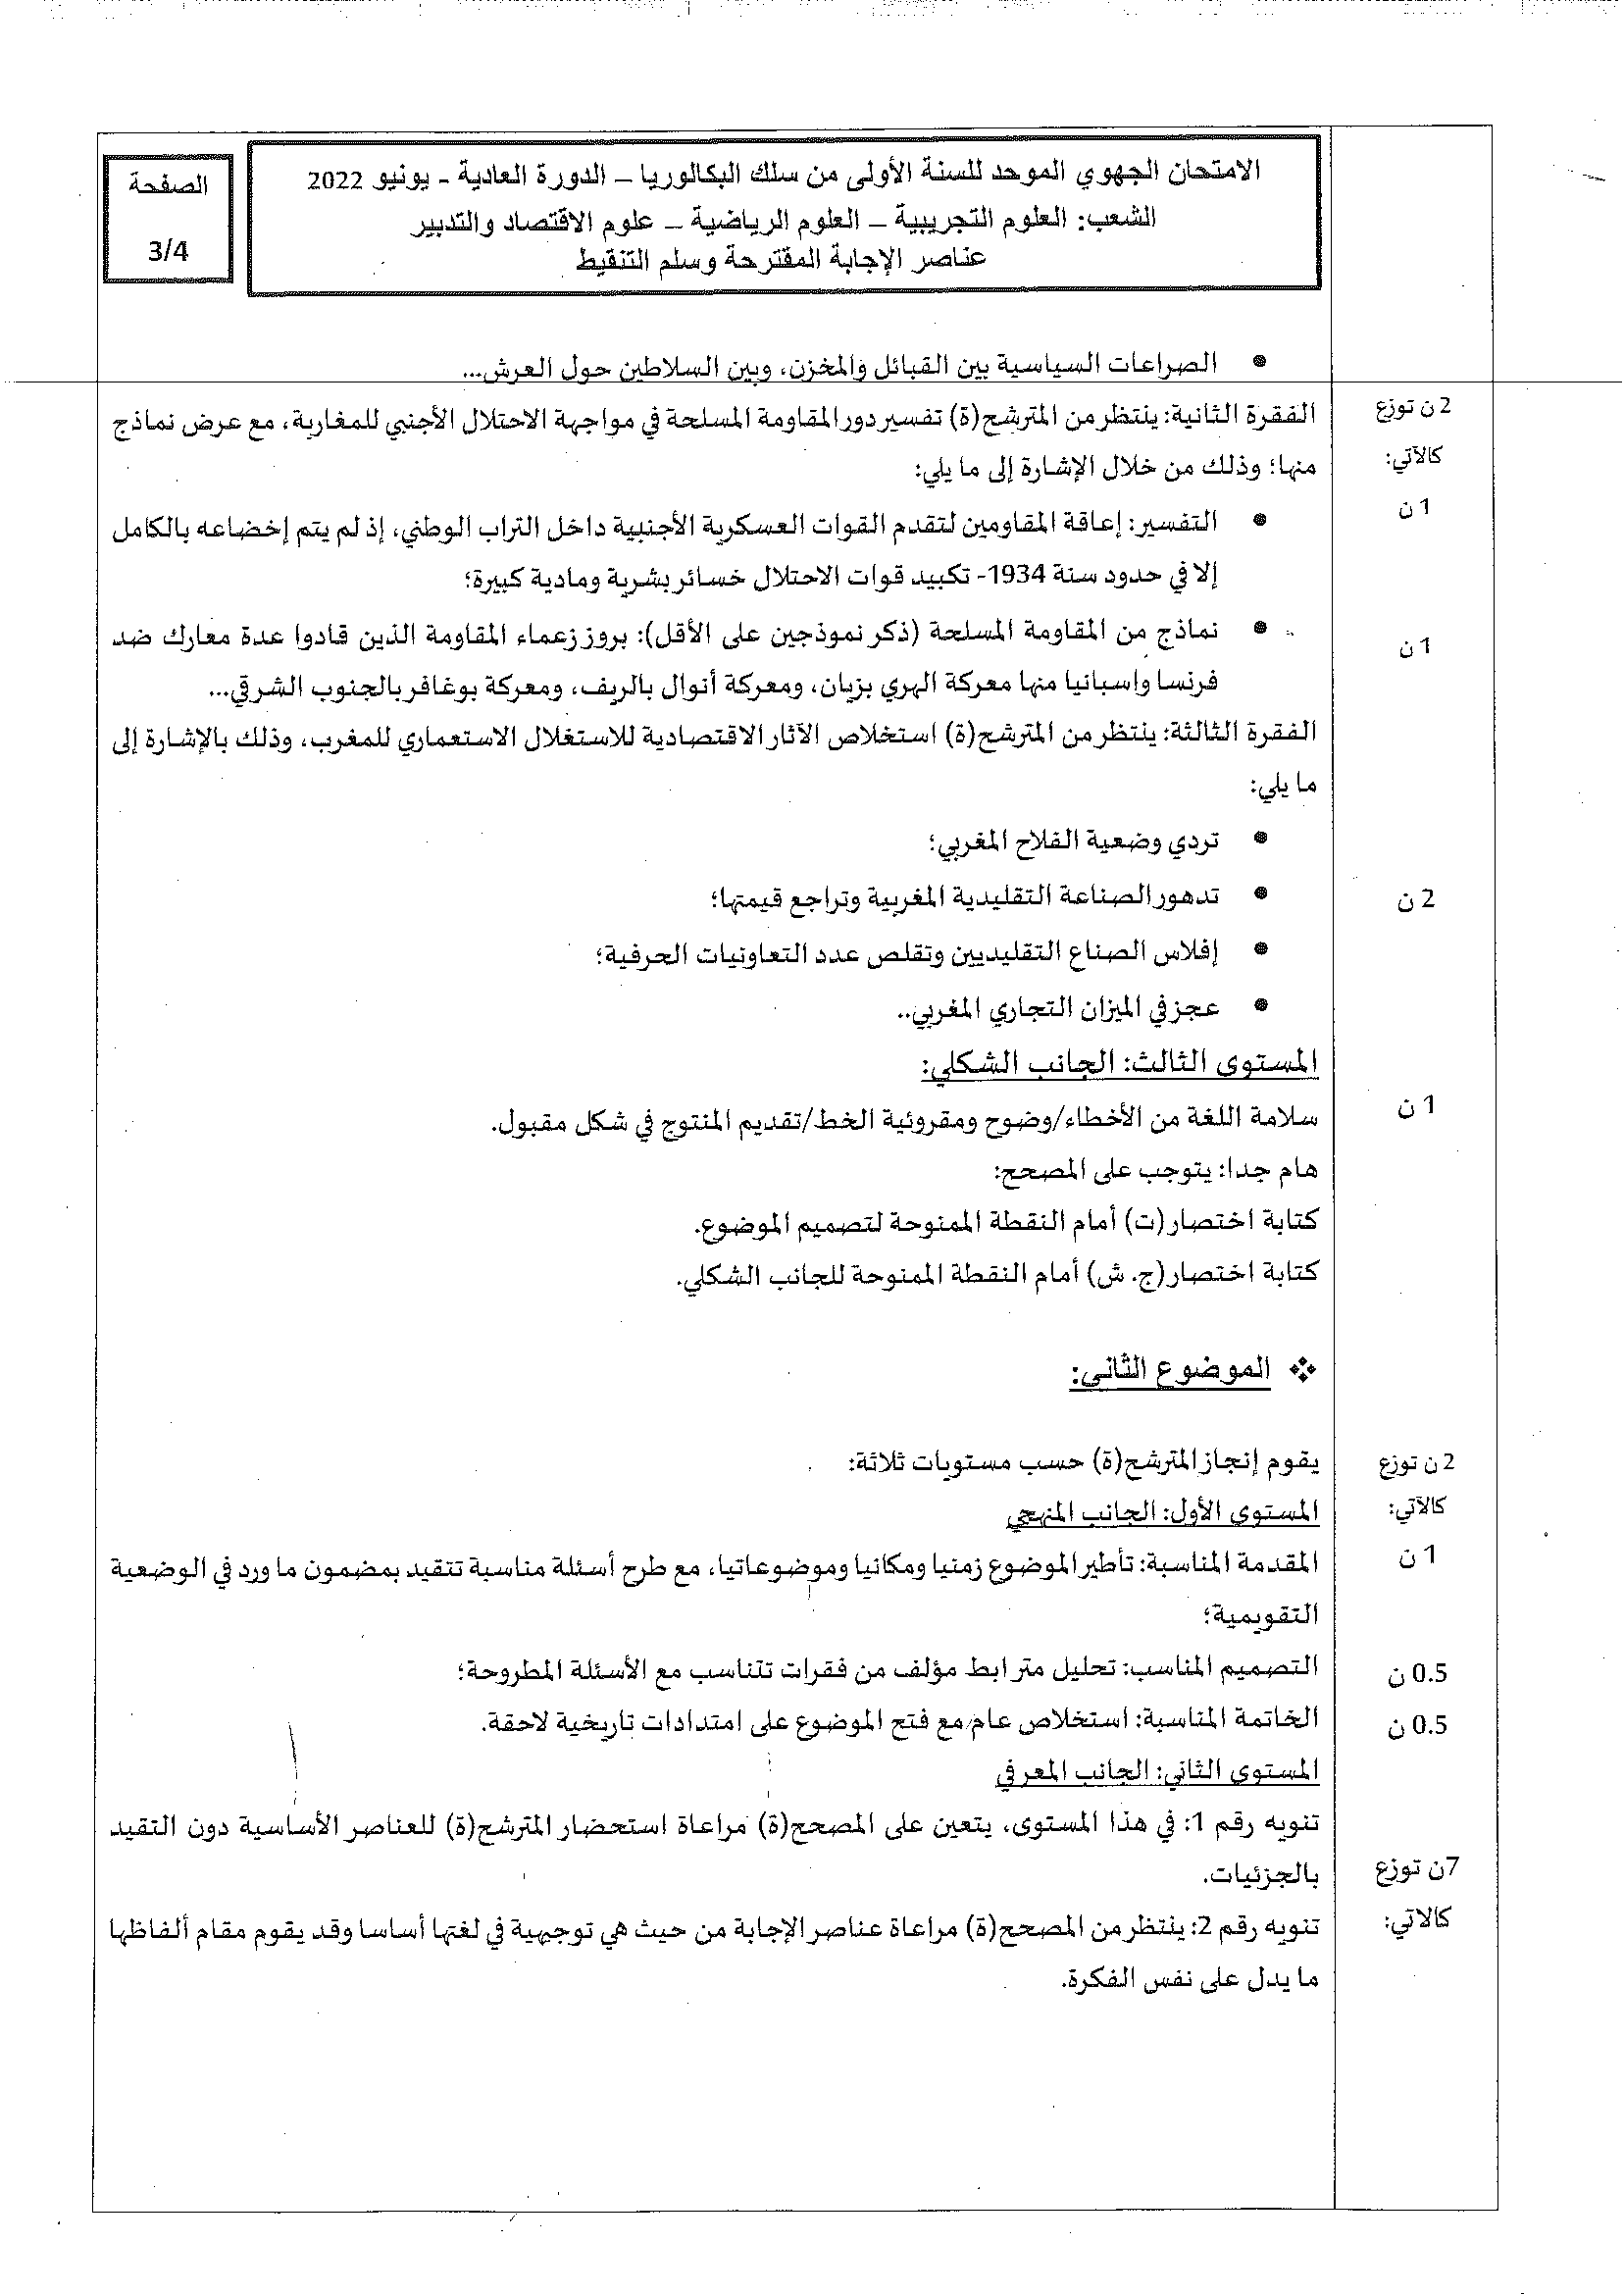 الامتحان الجهوي الموحد للسنة الأولى من سلك البكالوريا – الدورة العادية - يونيو 2022
الشعب: العلوم التجريبية – العلوم الرياضية – علوم الاقتصاد والتدبير
عناصر الإجابة المقترحة وسلم التنقيط
الصفحة
3/4
• الصراعات السياسية بين القبائل والمخزن، وبين السلاطين حول العرش...
2 ن توزع
الفقرة الثانية: ينتظر من المترشح(ة) تفسير دور المقاومة المسلحة في مواجهة الاحتلال الأجنبي للمغاربة، مع عرض نماذج
كالآتي:
منها؛ وذلك من خلال الإشارة إلى ما يلي:
1 ن
• التفسير: إعاقة المقاومين لتقدم القوات العسكرية الأجنبية داخل التراب الوطني، إذ لم يتم إخضاعه بالكامل
إلا في حدود سنة 1934- تكبيد قوات الاحتلال خسائر بشرية ومادية كبيرة؛
1 ن
• نماذج من المقاومة المسلحة (ذكر نموذجين على الأقل): بروز زعماء المقاومة الذين قادوا عدة معارك ضد
فرنسا واسبانيا منها معركة الهري بزيان، ومعركة أنوال بالريف، ومعركة بوغافر بالجنوب الشرقي...
الفقرة الثالثة: ينتظر من المترشح(ة) استخلاص الآثار الاقتصادية للاستغلال الاستعماري للمغرب، وذلك بالإشارة إلى
ما يلي:
• تردي وضعية الفلاح المغربي؛
2 ن
• تدهور الصناعة التقليدية المغربية وتراجع قيمتها؛
• إفلاس الصناع التقليديين وتقلص عدد التعاونيات الحرفية؛
• عجز في الميزان التجاري المغربي..
المستوى الثالث: الجانب الشكلي:
1 ن
سلامة اللغة من الأخطاء/وضوح ومقروئية الخط/تقديم المنتوج في شكل مقبول.
هام جدا: يتوجب على المصحح:
كتابة اختصار (ت) أمام النقطة الممنوحة لتصميم الموضوع.
كتابة اختصار (ج. ش) أمام النقطة الممنوحة للجانب الشكلي.
❖ الموضوع الثاني:
2 ن توزع
يقوم إنجاز المترشح(ة) حسب مستويات ثلاثة:
كالآتي:
المستوى الأول: الجانب المنهجي
1 ن
المقدمة المناسبة: تأطير الموضوع زمنيا ومكانيا وموضوعاتيا، مع طرح أسئلة مناسبة تتقيد بمضمون ما ورد في الوضعية
التقويمية؛
0.5 ن
التصميم المناسب: تحليل مترابط مؤلف من فقرات تتناسب مع الأسئلة المطروحة؛
0.5 ن
الخاتمة المناسبة: استخلاص عام مع فتح الموضوع على امتدادات تاريخية لاحقة.
المستوى الثاني: الجانب المعرفي
تنويه رقم 1: في هذا المستوى، يتعين على المصحح(ة) مراعاة استحضار المترشح(ة) للعناصر الأساسية دون التقيد
7ن توزع
بالجزئيات.
كالاتي:
تنويه رقم 2: ينتظر من المصحح(ة) مراعاة عناصر الإجابة من حيث هي توجيهية في لغتها أساسا وقد يقوم مقام ألفاظها
ما يدل على نفس الفكرة.